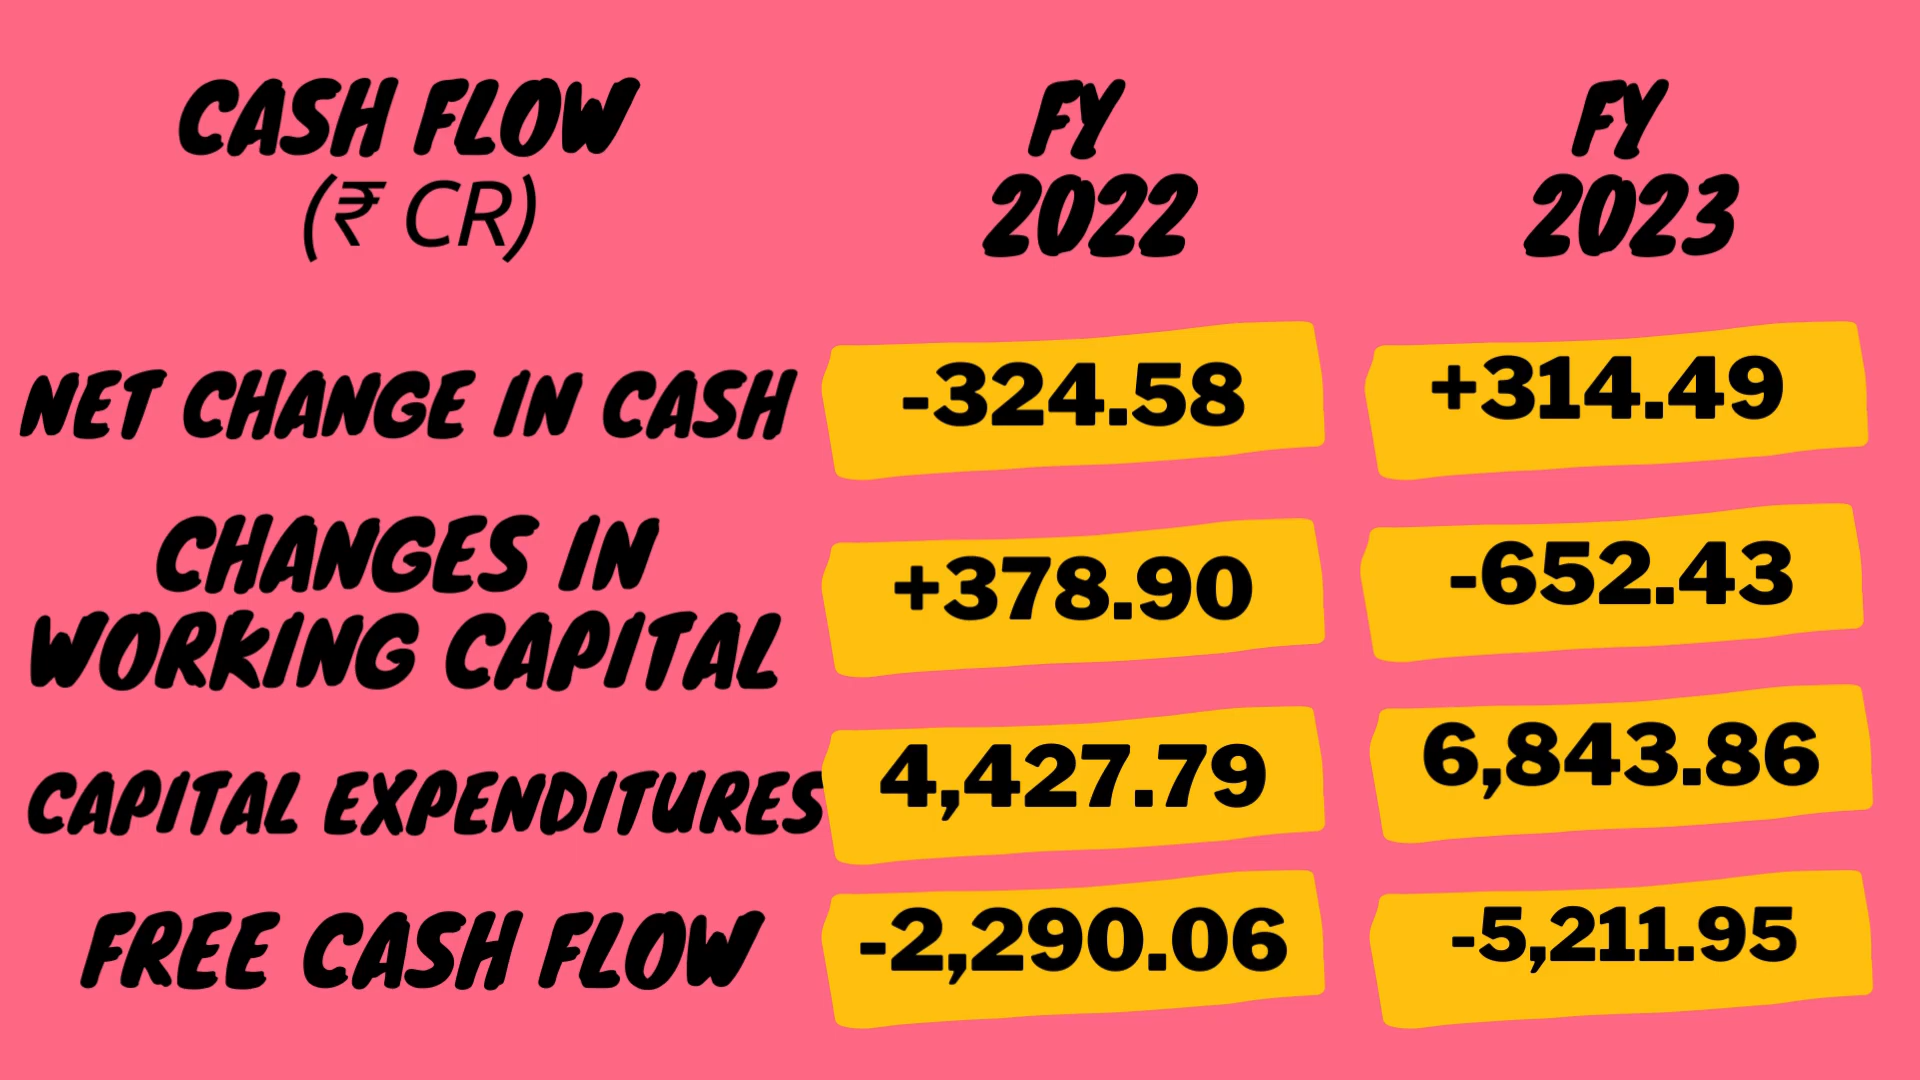 CASH FLOW
(₹ CR)
FY
2022
FY
2023
NET CHANGE IN CASH
-324.58
+314.49
CHANGES IN
WORKING CAPITAL
+378.90
-652.43
CAPITAL EXPENDITURES
4,427.79
6,843.86
FREE CASH FLOW
-2,290.06
-5,211.95